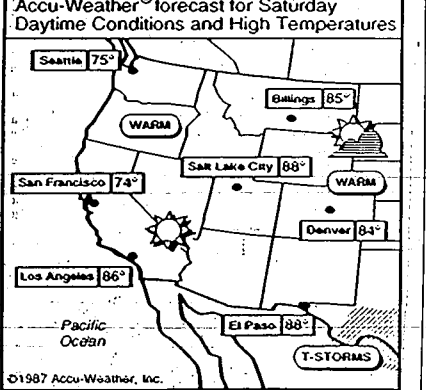 Accu-Weather® forecast for Saturday
Daytime Conditions and High Temperatures
Seattle 75°
Billings 85°
WARM
Salt Lake City 88°
San Francisco 74°
WARM
Denver 84°
Los Angeles 86°
Pacific
Ocean
El Paso 88°
T-STORMS
©1987 Accu-Weather, Inc.